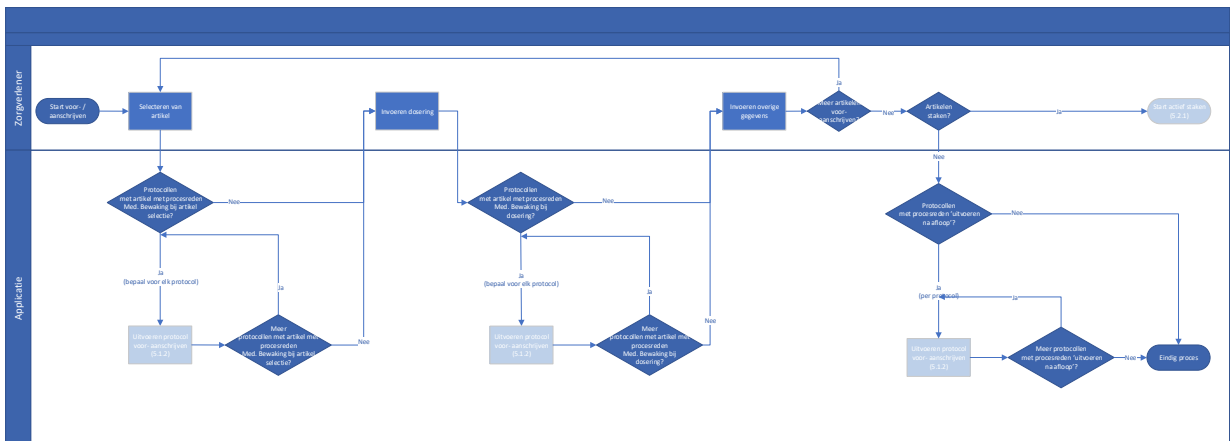 Zorgverlener
Start voor- /
aanschrijven
Selecteren van
artikel
Invoeren dosering
Invoeren overige
gegevens
Ja
Meer artikelen
voor-
aanschrijven?
Nee
Artikelen
staken?
Ja
Start actief staken
(5.2.1)
Nee
Applicatie
Protocollen
met artikel met procesreden
Med. Bewaking bij artikel
selectie?
Nee
Ja
(bepaal voor elk protocol)
Ja
Uitvoeren protocol
voor- aanschrijven
(5.1.2)
Meer
protocollen met artikel met
procesreden
Med. Bewaking bij artikel
selectie?
Nee
Protocollen
met artikel met procesreden
Med. Bewaking bij
dosering?
Nee
Ja
(bepaal voor elk protocol)
Ja
Uitvoeren protocol
voor- aanschrijven
(5.1.2)
Meer
protocollen met artikel met
procesreden
Med. Bewaking bij
dosering?
Nee
Protocollen
met procesreden ‘uitvoeren
na afloop’?
Nee
Ja
(per protocol)
Ja
Uitvoeren protocol
voor- aanschrijven
(5.1.2)
Meer protocollen
met procesreden ‘uitvoeren
na afloop’?
Nee
Eindig proces